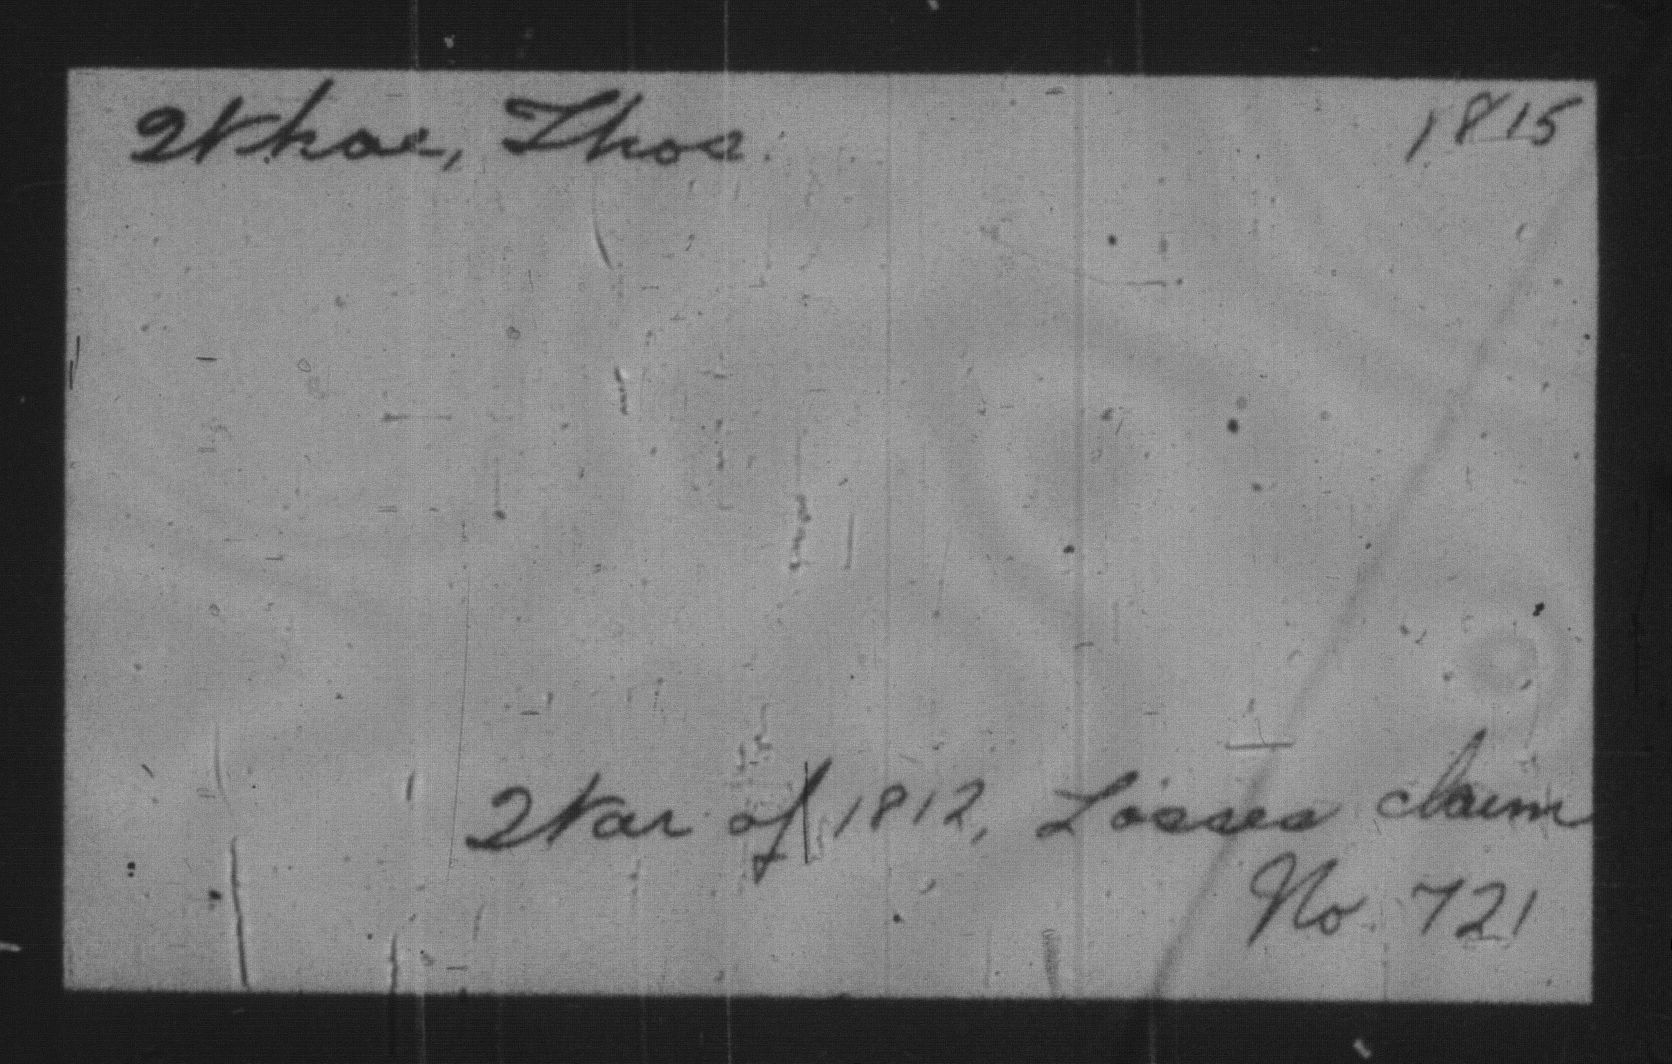 Whae, Thos. 1815
War of 1812, Losses claim
No. 721